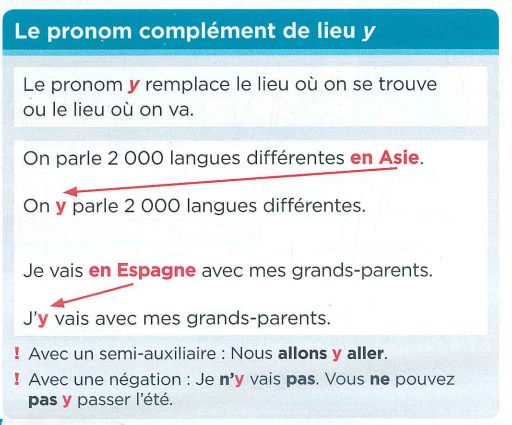 Le pronom complément de lieu y
Le pronom y remplace le lieu où on se trouve
ou le lieu où on va.
On parle 2 000 langues différentes en Asie.
On y parle 2 000 langues différentes.
Je vais en Espagne avec mes grands-parents.
J'y vais avec mes grands-parents.
! Avec un semi-auxiliaire : Nous allons y aller.
! Avec une négation : Je n'y vais pas. Vous ne pouvez
pas y passer l'été.